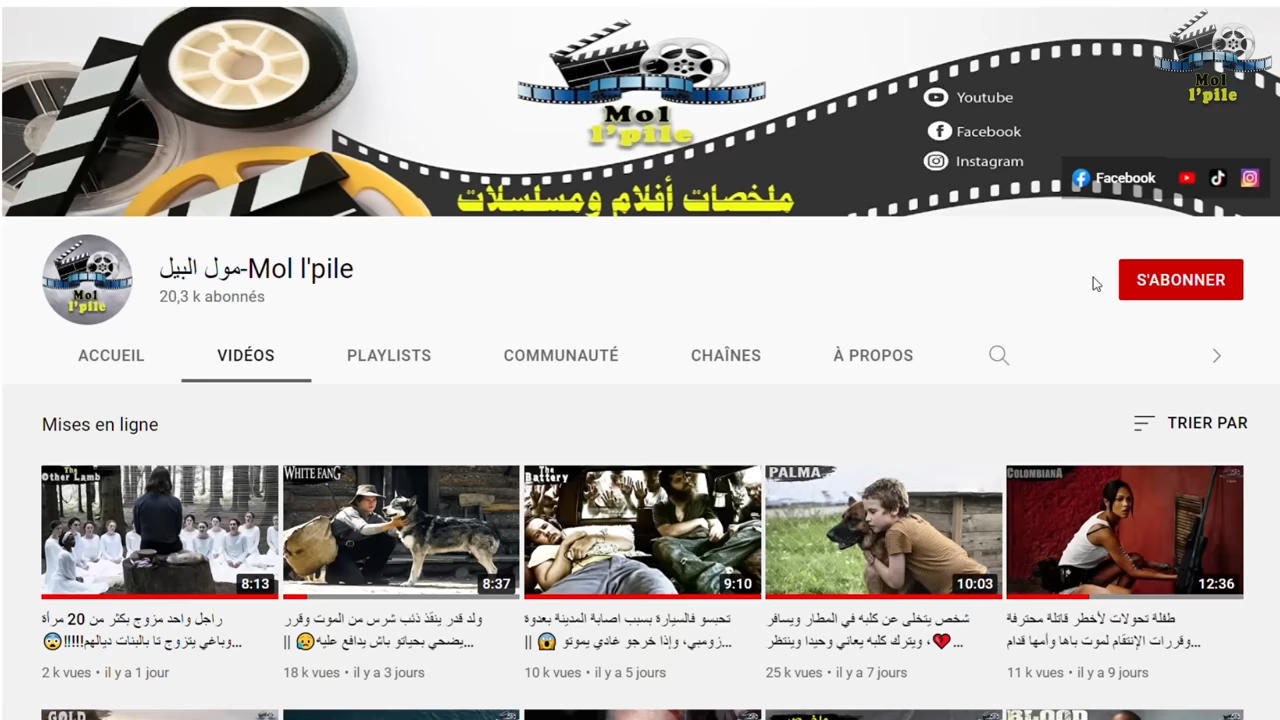 Mol
l'pile
ملخصات أفلام ومسلسلات
Youtube
Facebook
Instagram
Mol
l'pile
Facebook
Mol
l'pile
مول البيل-Mol l'pile
20,3 k abonnés
S'ABONNER
ACCUEIL
VIDÉOS
PLAYLISTS
COMMUNAUTÉ
CHAÎNES
À PROPOS
Mises en ligne
TRIER PAR
The
Other Lamb
8:13
راجل واحد مزوج بكثر من 20 مرأة
وباغي يتزوج تا بالبنات ديالهم!!!!!😨...
2 k vues • il y a 1 jour
WHITE FANG
8:37
ولد قدر ينقذ ذئب شرس من الموت وقرر
يضحي بحياتو باش يدافع عليه😥 ||...
18 k vues • il y a 3 jours
The
Battery
9:10
تحبسو فالسيارة بسبب اصابة المدينة بعدوة
زومبي، وإذا خرجو غادي يموتو 😱 ||...
10 k vues • il y a 5 jours
PALMA
10:03
شخص يتخلى عن كلبه في المطار ويسافر
، ويترك كلبه يعاني وحيدا وينتظر💔...
25 k vues • il y a 7 jours
COLOMBIANA
12:36
طفلة تحولات لأخطر قاتلة محترفة
وقررات الإنتقام لموت باها وأمها قدام...
11 k vues • il y a 9 jours
GOLD
BLOOD